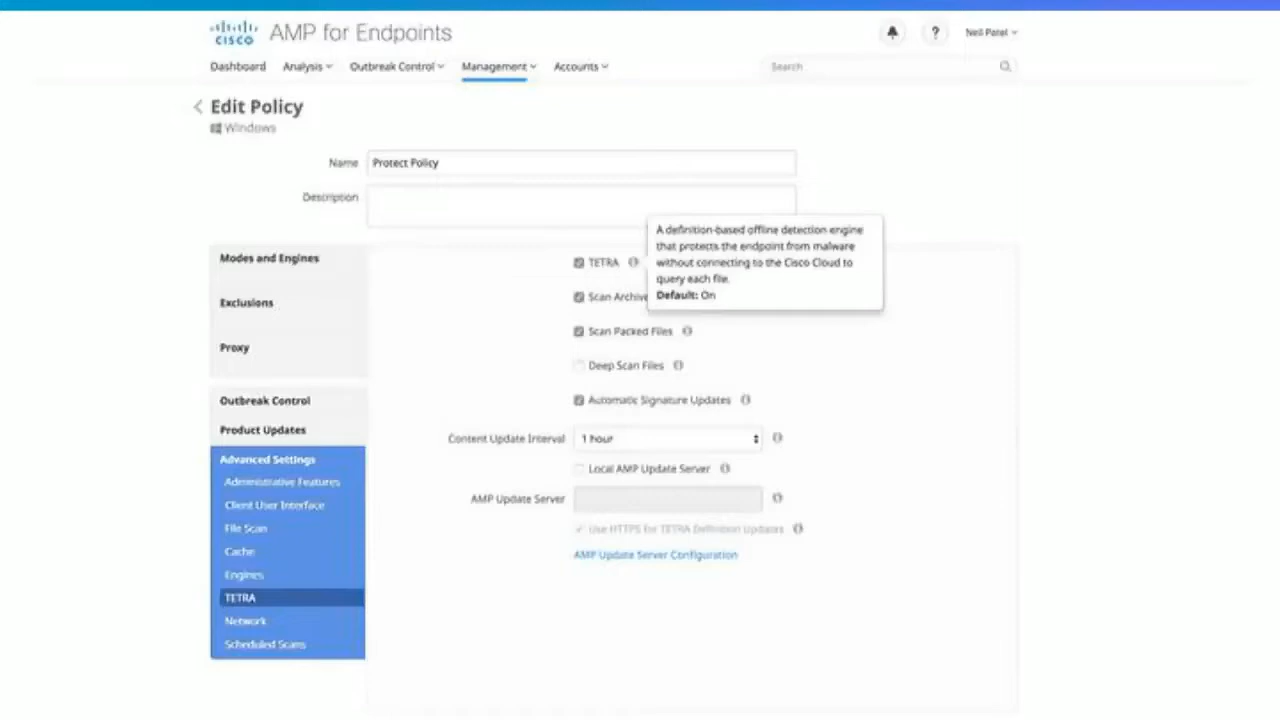 CISCO AMP for Endpoints
? Neil Patel
Dashboard Analysis Outbreak Control Management Accounts Search
Edit Policy
Windows
Name Protect Policy
Description
A definition-based offline detection engine
that protects the endpoint from malware
without connecting to the Cisco Cloud to
query each file.
Default: On
Modes and Engines
Exclusions
Proxy
Outbreak Control
Product Updates
Advanced Settings
Administrative Features
Client User Interface
File Scan
Cache
Engines
TETRA
Network
Scheduled Scans
TETRA
Scan Archive
Scan Packed Files
Deep Scan Files
Automatic Signature Updates
Content Update Interval 1 hour
Local AMP Update Server
AMP Update Server
Use HTTPS for TETRA Definition Updates
AMP Update Server Configuration